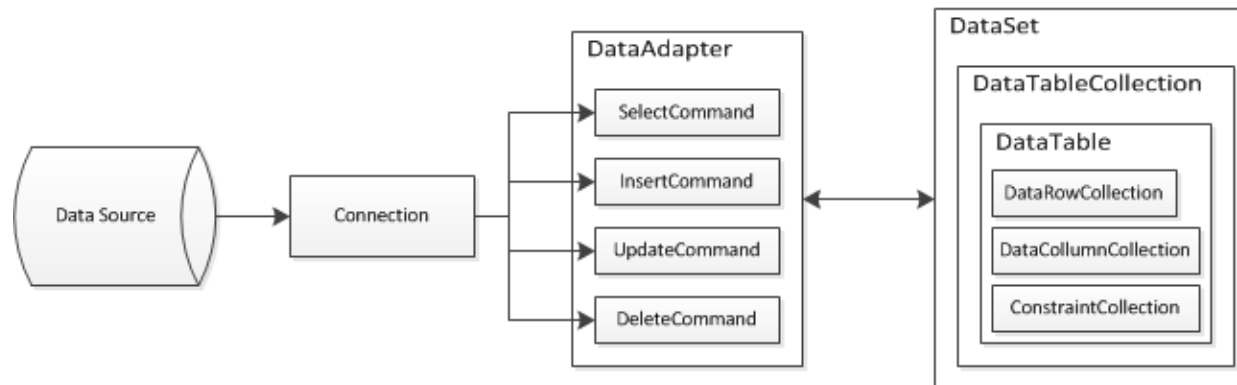 Data Source
Connection
DataAdapter
SelectCommand
InsertCommand
UpdateCommand
DeleteCommand
DataSet
DataTableCollection
DataTable
DataRowCollection
DataCollumnCollection
ConstraintCollection